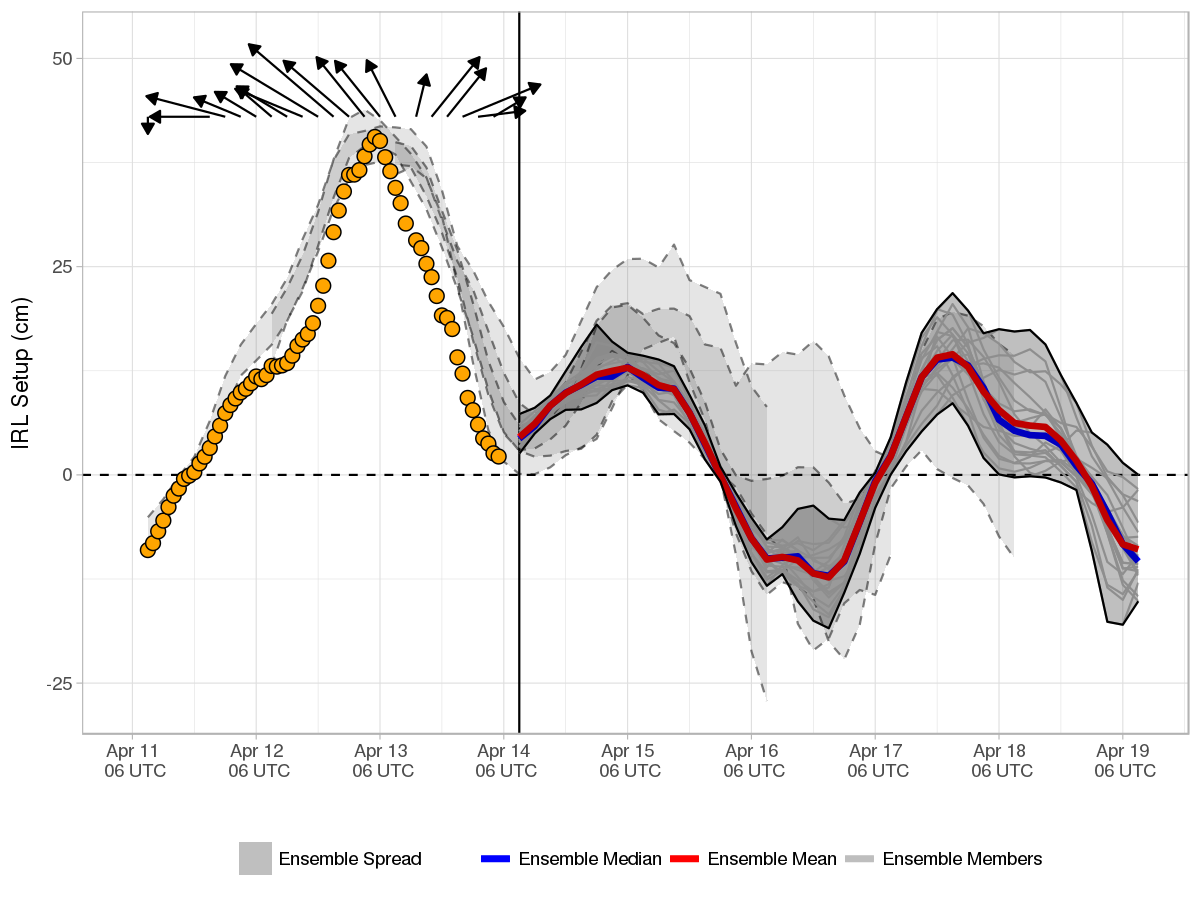 IRL Setup (cm)
50
25
0
-25
Apr 11 Apr 12 Apr 13 Apr 14 Apr 15 Apr 16 Apr 17 Apr 18 Apr 19
06 UTC 06 UTC 06 UTC 06 UTC 06 UTC 06 UTC 06 UTC 06 UTC 06 UTC
Ensemble Spread Ensemble Median Ensemble Mean Ensemble Members